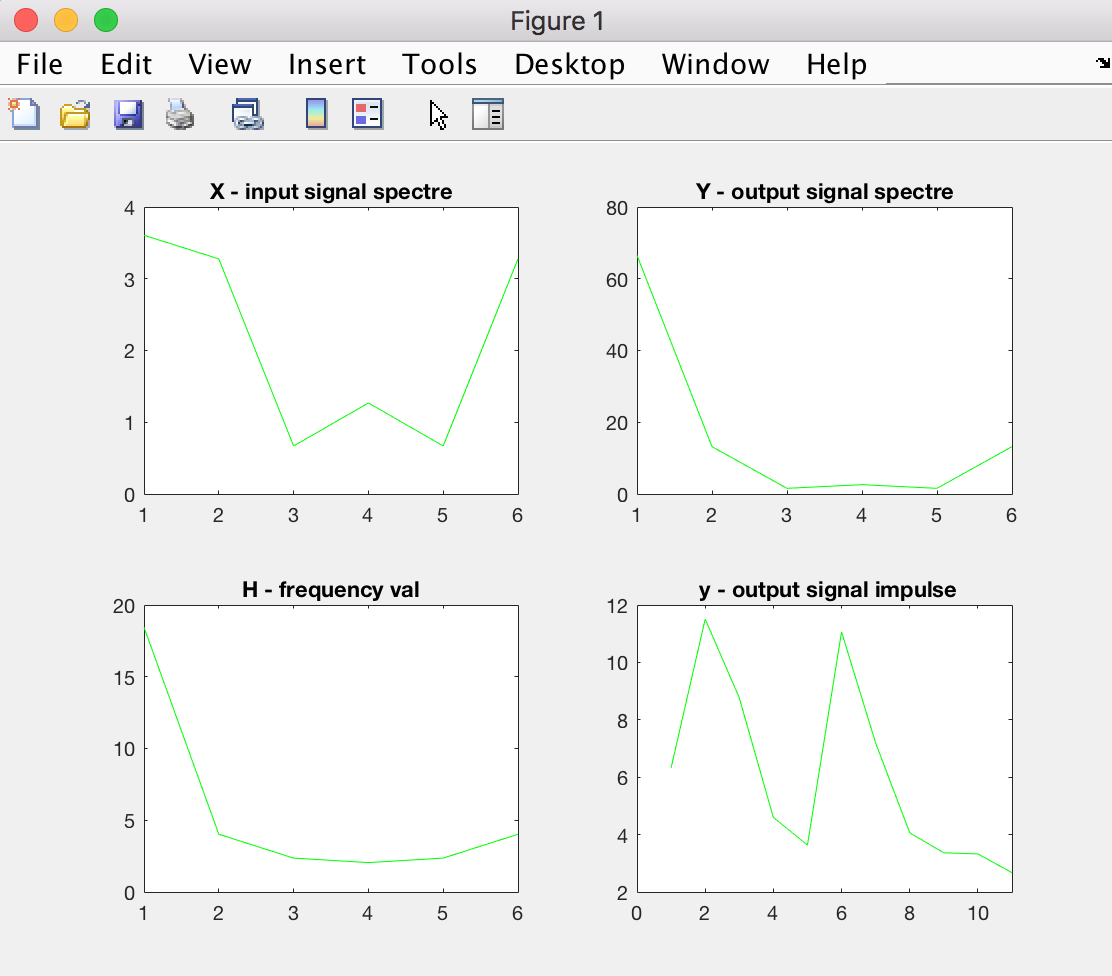 Figure 1
File Edit View Insert Tools Desktop Window Help
X - input signal spectre
4
3
2
1
0
1 2 3 4 5 6
Y - output signal spectre
80
60
40
20
0
1 2 3 4 5 6
H - frequency val
20
15
10
5
0
1 2 3 4 5 6
y - output signal impulse
12
10
8
6
4
2
0 2 4 6 8 10